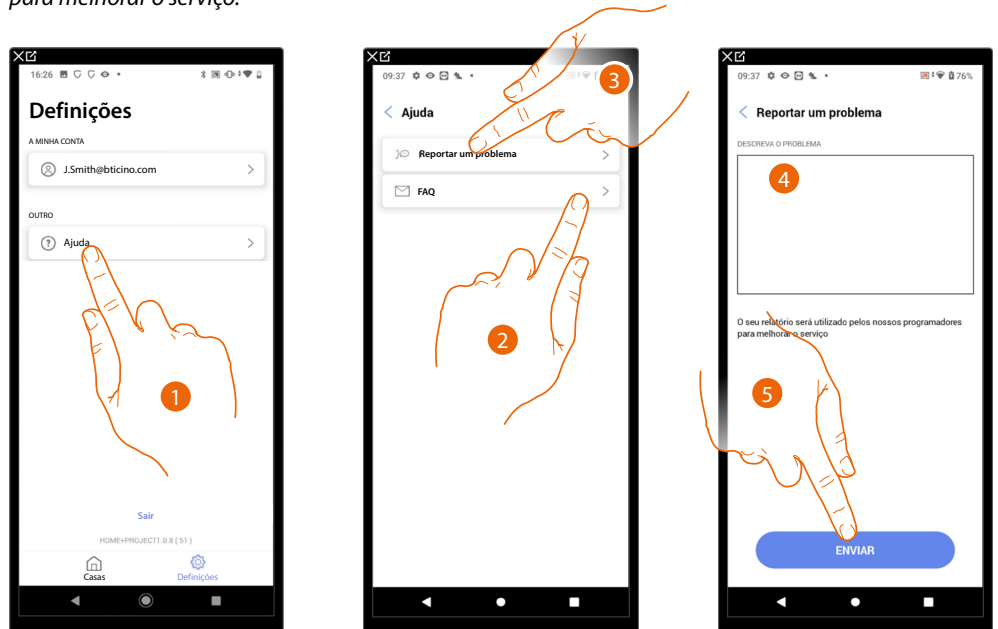 para melhorar o serviço.
16:26
Definições
A MINHA CONTA
J.Smith@bticino.com
OUTRO
Ajuda
1
Sair
HOME+PROJECT1.0.8 ( 51 )
Casas
Definições
09:37
3
Ajuda
Reportar um problema
FAQ
2
09:37
76%
Reportar um problema
DESCREVA O PROBLEMA
4
O seu relatório será utilizado pelos nossos programadores
para melhorar o serviço
5
ENVIAR